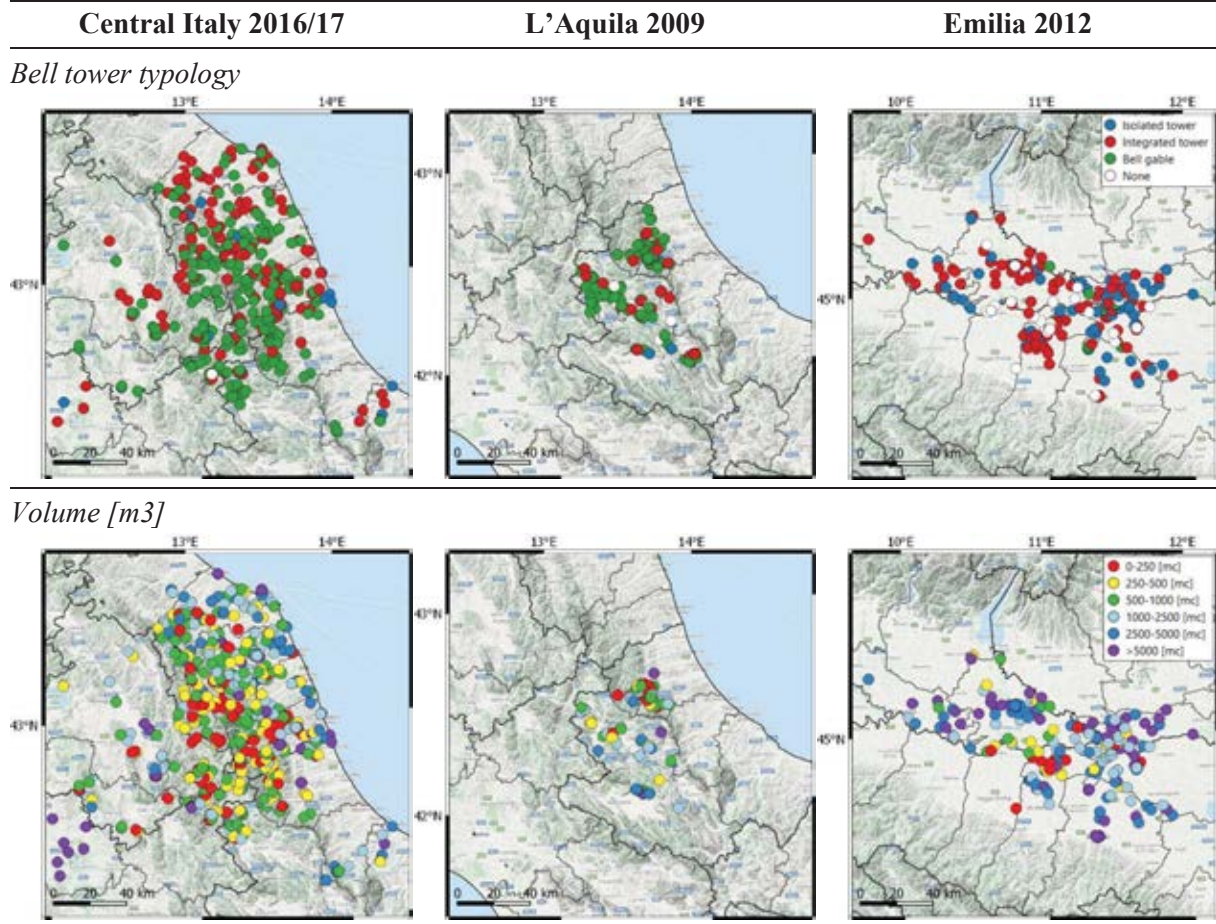 Central Italy 2016/17 L'Aquila 2009 Emilia 2012
Bell tower typology
13°E 14°E 13°E 14°E 10°E 11°E 12°E
Isolated tower
Integrated tower
Bell gable
None
43°N
43°N
45°N
42°N
0 20 40 km 0 20 40 km 0 20 40 km
Volume [m3]
13°E 14°E 13°E 14°E 10°E 11°E 12°E
0-250 [mc]
250-500 [mc]
500-1000 [mc]
1000-2500 [mc]
2500-5000 [mc]
>5000 [mc]
43°N
43°N
45°N
42°N
0 20 40 km 0 20 40 km 0 20 40 km